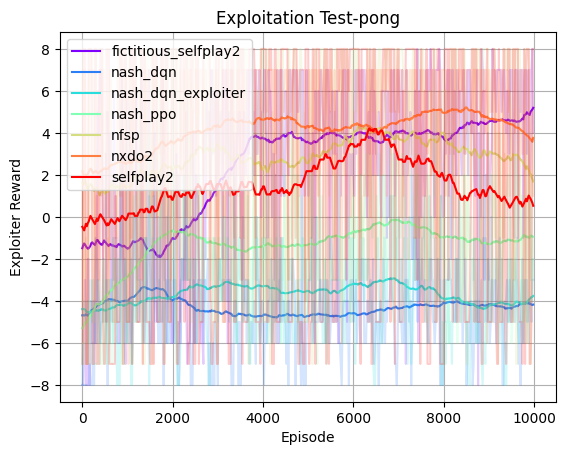 Exploitation Test-pong
fictitious_selfplay2
nash_dqn
nash_dqn_exploiter
nash_ppo
nfsp
nxdo2
selfplay2
Exploiter Reward
8
6
4
2
0
−2
−4
−6
−8
0 2000 4000 6000 8000 10000
Episode